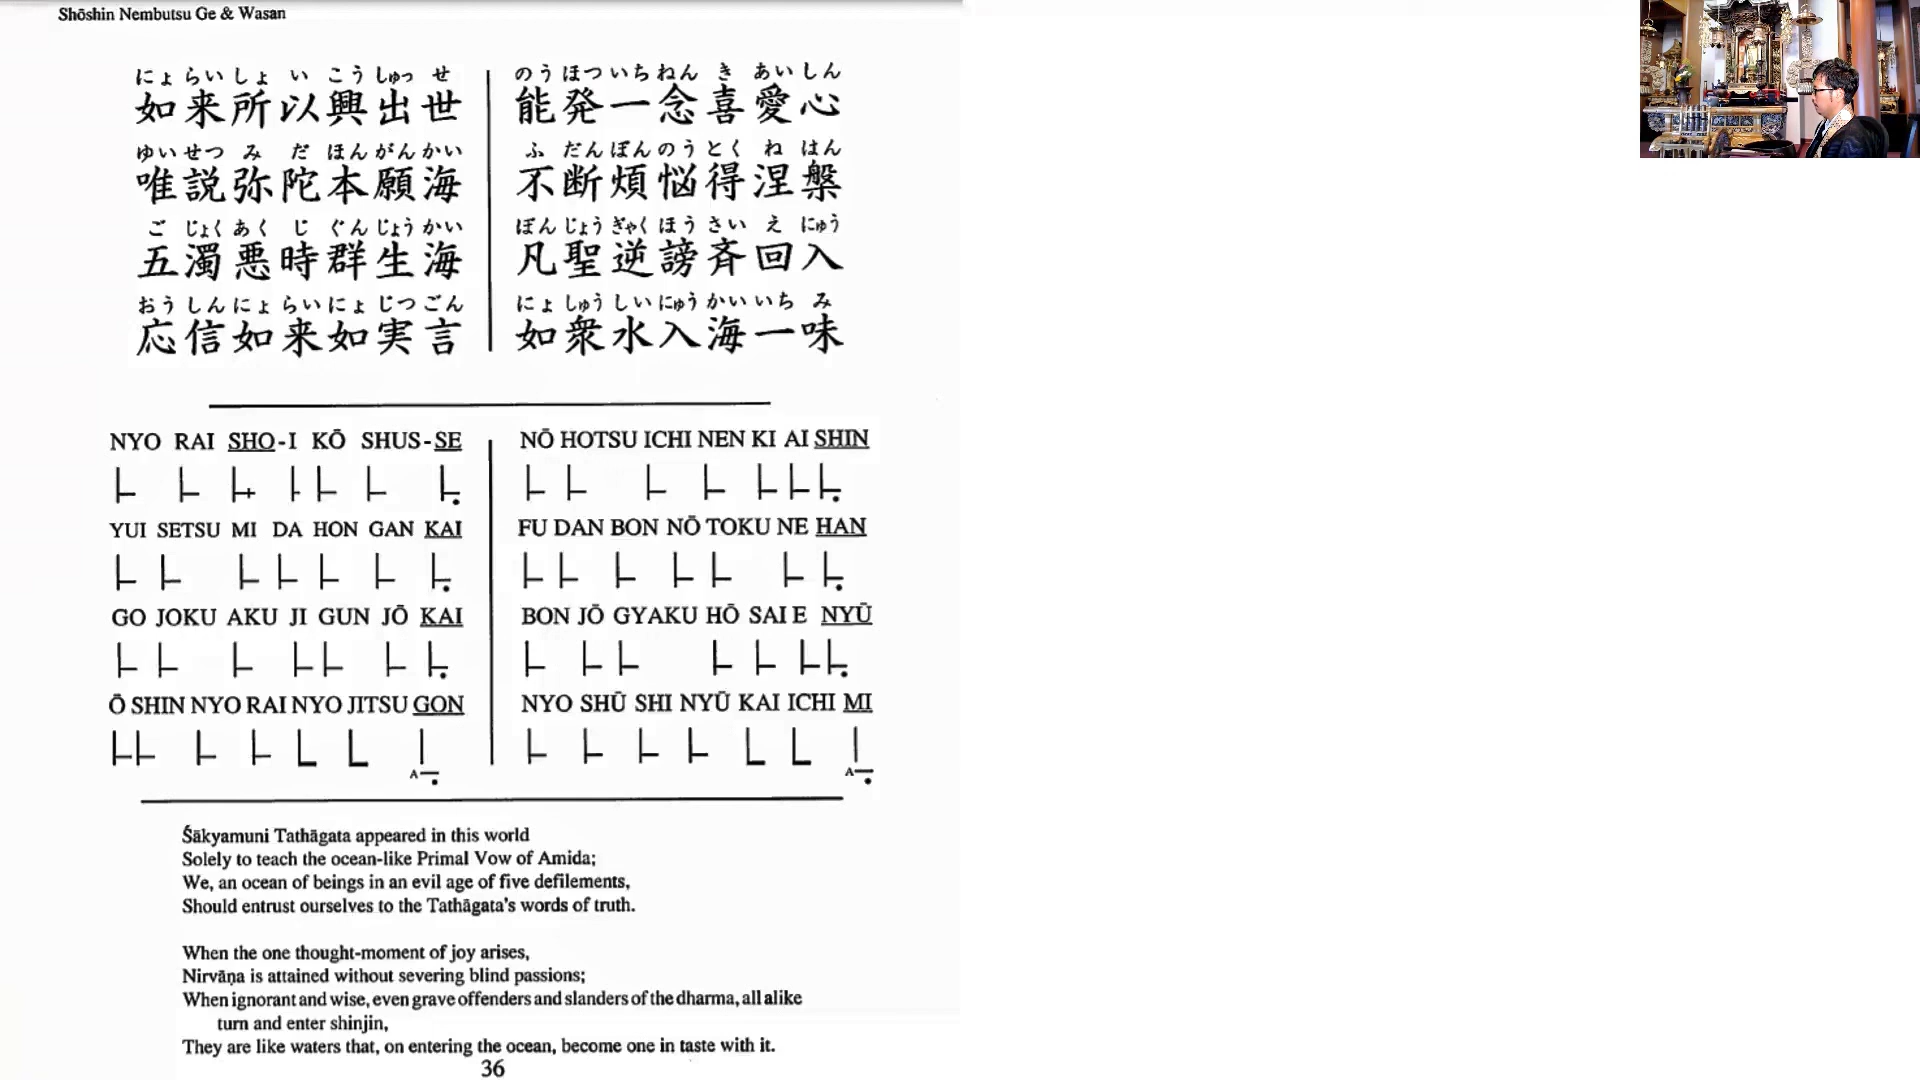 Shōshin Nembutsu Ge & Wasan
にょ らい しょ い こう しゅっ せ
如来所以興出世
ゆい せつ み だ ほん がん かい
唯説弥陀本願海
ご じょく あく じ ぐん じょう かい
五濁悪時群生海
おう しん にょ らい にょ じつ ごん
応信如来如実言
のう ほつ いち ねん き あい しん
能発一念喜愛心
ふ だん ぼん のう とく ね はん
不断煩悩得涅槃
ぼん じょう ぎゃく ほう さい え にゅう
凡聖逆謗斉回入
にょ しゅう しい にゅう かい いち み
如衆水入海一味
NYO RAI SHO-I KŌ SHUS-SE
YUI SETSU MI DA HON GAN KAI
GO JOKU AKU JI GUN JŌ KAI
Ō SHIN NYO RAI NYO JITSU GON
A
NŌ HOTSU ICHI NEN KI AI SHIN
FU DAN BON NŌ TOKU NE HAN
BON JŌ GYAKU HŌ SAI E NYŪ
NYO SHŪ SHI NYŪ KAI ICHI MI
A
Śākyamuni Tathāgata appeared in this world
Solely to teach the ocean-like Primal Vow of Amida;
We, an ocean of beings in an evil age of five defilements,
Should entrust ourselves to the Tathāgata's words of truth.
When the one thought-moment of joy arises,
Nirvāṇa is attained without severing blind passions;
When ignorant and wise, even grave offenders and slanders of the dharma, all alike
turn and enter shinjin,
They are like waters that, on entering the ocean, become one in taste with it.
36